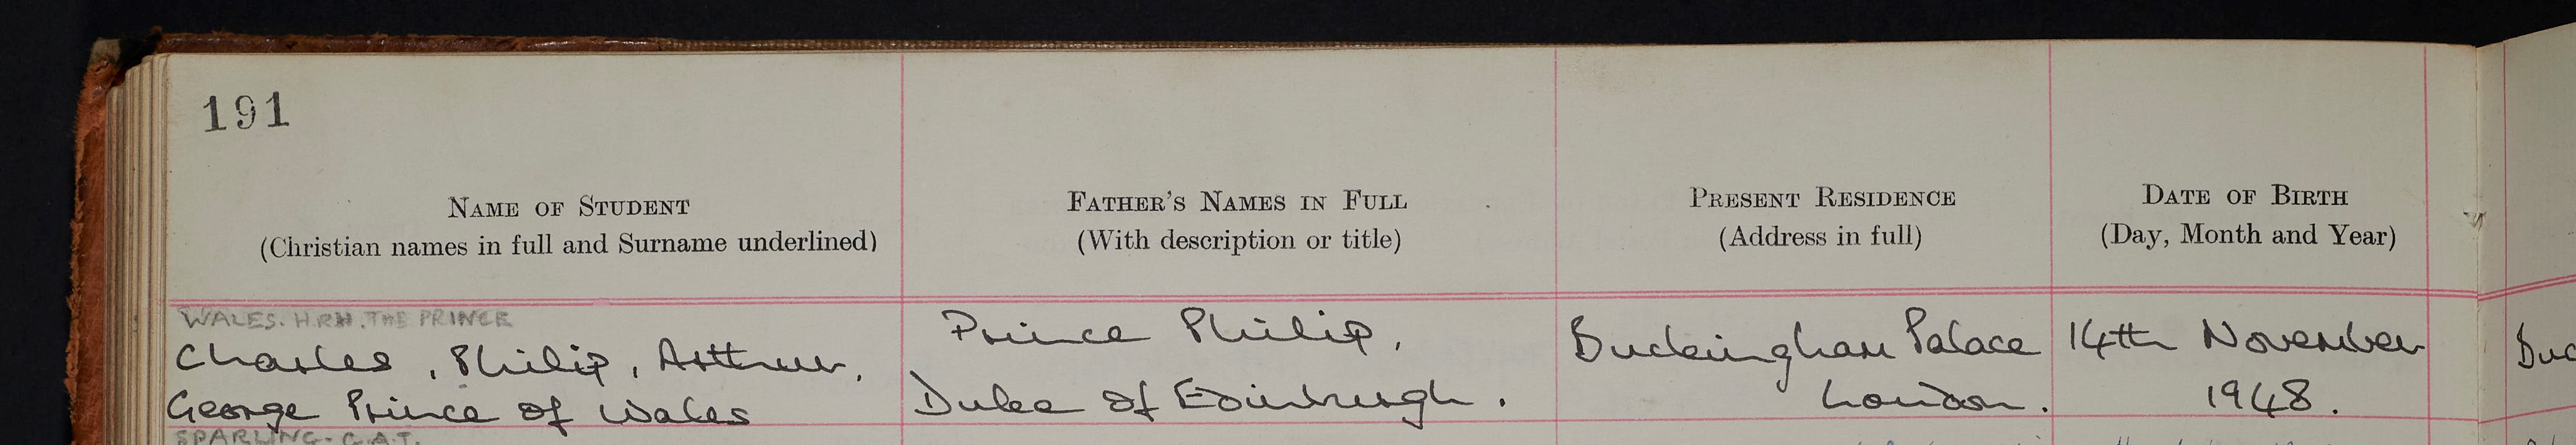 191
NAME OF STUDENT
(Christian names in full and Surname underlined)
FATHER'S NAMES IN FULL
(With description or title)
PRESENT RESIDENCE
(Address in full)
DATE OF BIRTH
(Day, Month and Year)
WALES. H.R.H. THE PRINCE
Charles, Philip, Arthur,
George Prince of Wales
Prince Philip,
Duke of Edinburgh.
Buckingham Palace
London.
14th November
1948.
Buc
SPARLING. G.A.T.